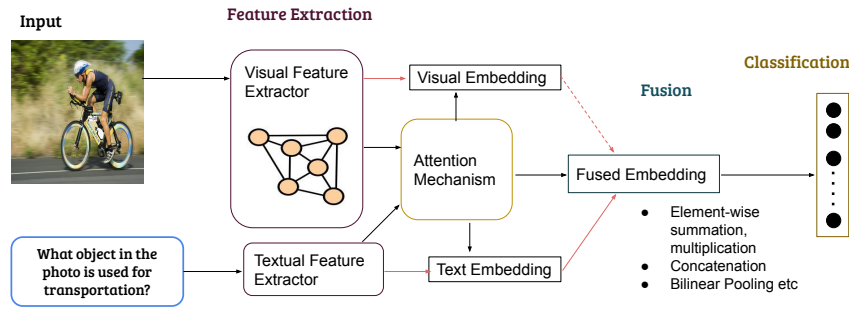 Input
Feature Extraction
Visual Feature
Extractor
Visual Embedding
Classification
Fusion
Attention
Mechanism
Fused Embedding
What object in the
photo is used for
transportation?
Textual Feature
Extractor
Text Embedding
● Element-wise
summation,
multiplication
● Concatenation
● Bilinear Pooling etc